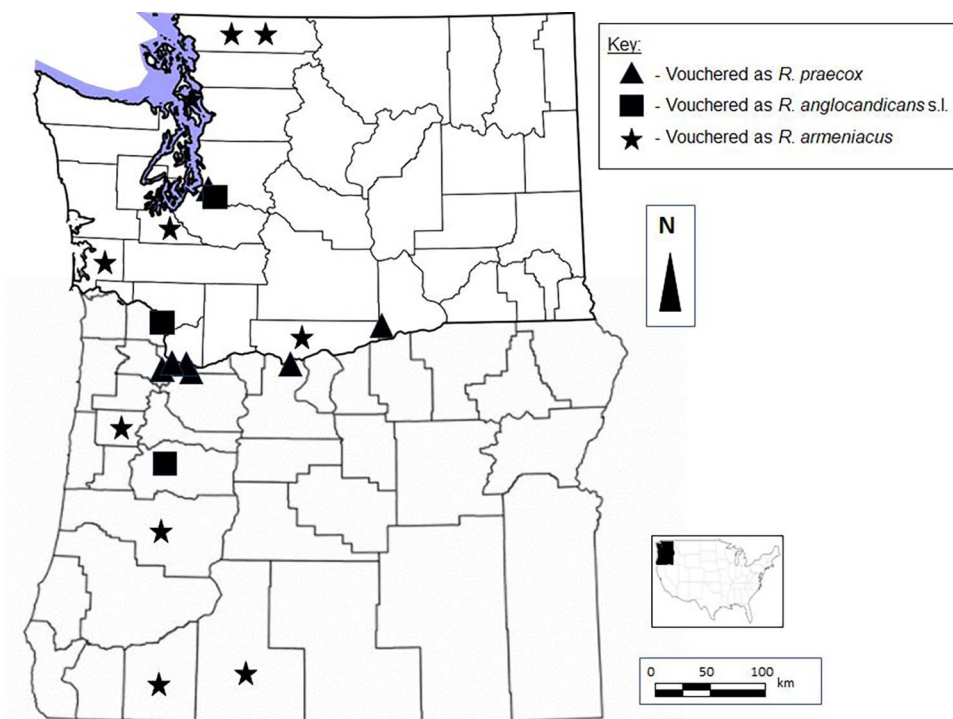 Key:
- Vouchered as R. praecox
- Vouchered as R. anglocandicans s.l.
- Vouchered as R. armeniacus
N
0 50 100
km